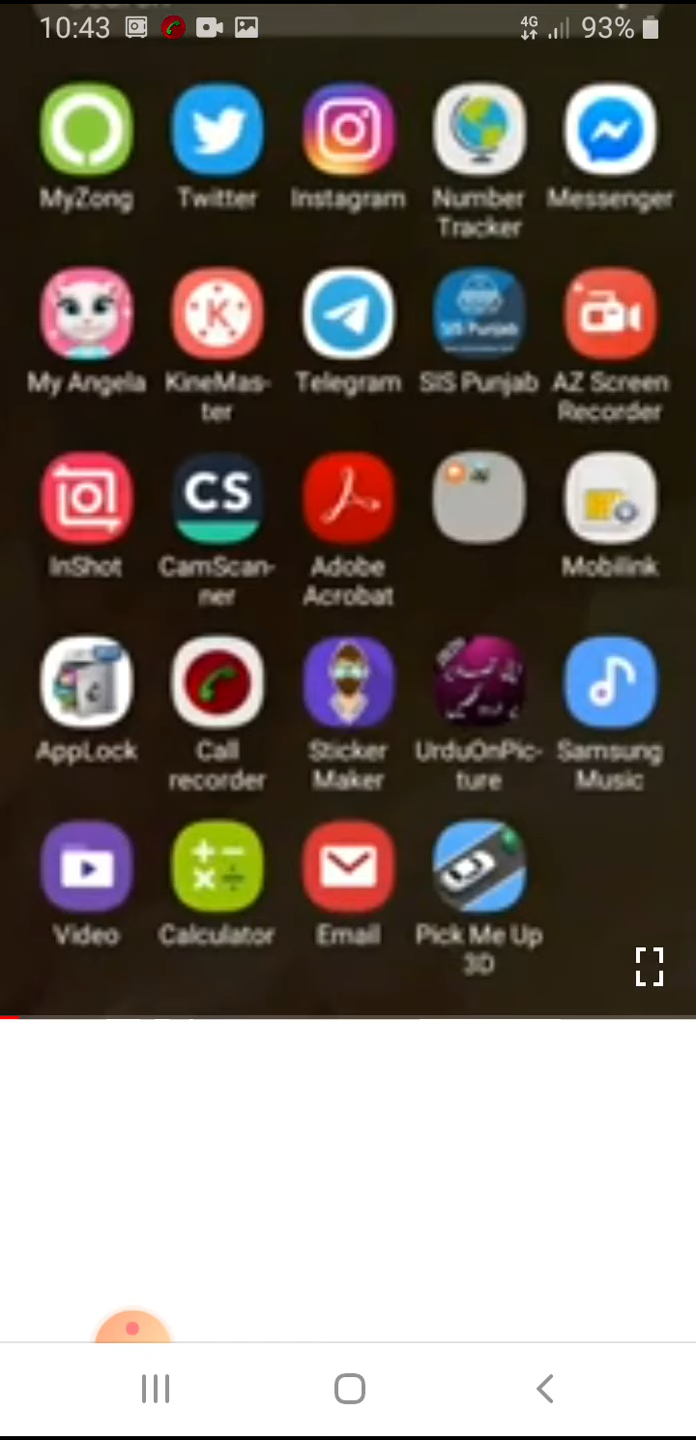 10:43 4G 93%
MyZong Twitter Instagram Number Messenger
Tracker
SIS Punjab
My Angela KineMas- Telegram SIS Punjab AZ Screen
ter Recorder
CS
InShot CamScan- Adobe Mobilink
ner Acrobat
AppLock Call Sticker UrduOnPic- Samsung
recorder Maker ture Music
Video Calculator Email Pick Me Up
3D